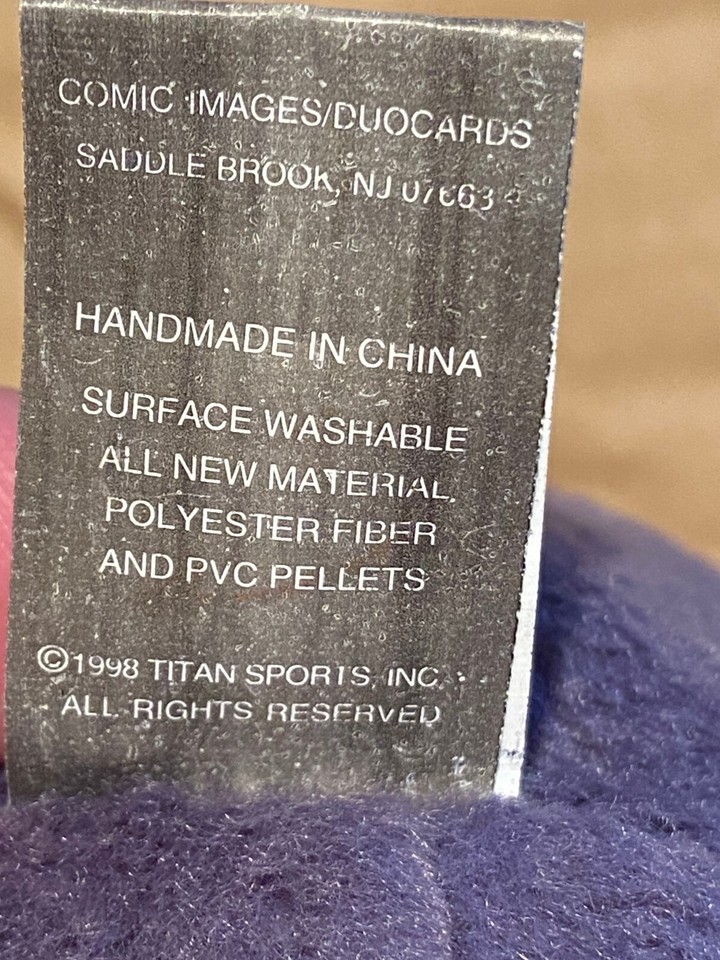 COMIC IMAGES/DUOCARDS
SADDLE BROOK, NJ 07663
HANDMADE IN CHINA
SURFACE WASHABLE
ALL NEW MATERIAL
POLYESTER FIBER
AND PVC PELLETS
©1998 TITAN SPORTS, INC.
ALL RIGHTS RESERVED